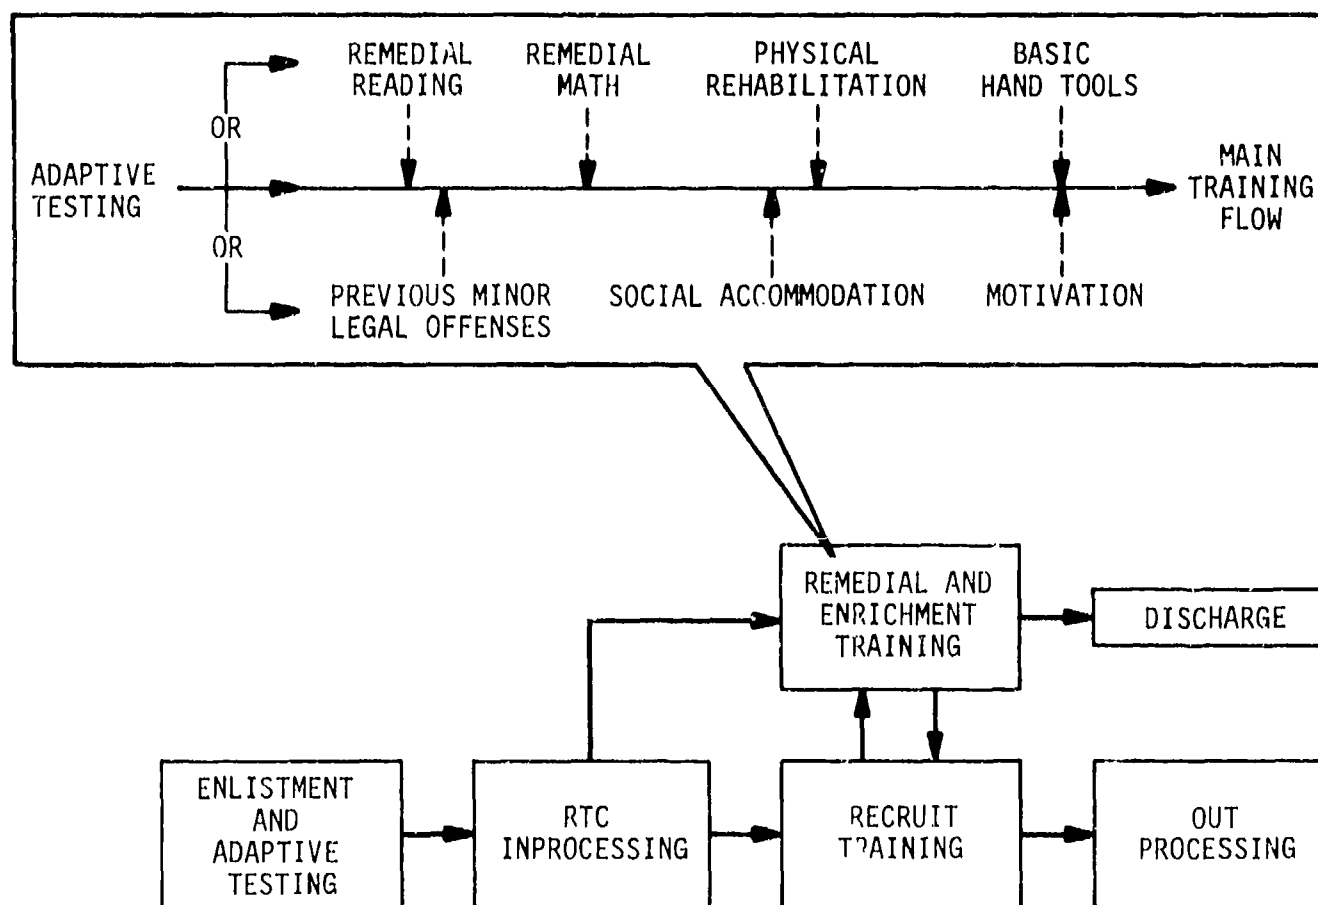 REMEDIAL
READING
REMEDIAL
MATH
PHYSICAL
REHABILITATION
BASIC
HAND TOOLS
OR
ADAPTIVE
TESTING
MAIN
TRAINING
FLOW
OR
PREVIOUS MINOR
LEGAL OFFENSES
SOCIAL ACCOMMODATION
MOTIVATION
REMEDIAL AND
ENRICHMENT
TRAINING
DISCHARGE
ENLISTMENT
AND
ADAPTIVE
TESTING
RTC
INPROCESSING
RECRUIT
TRAINING
OUT
PROCESSING